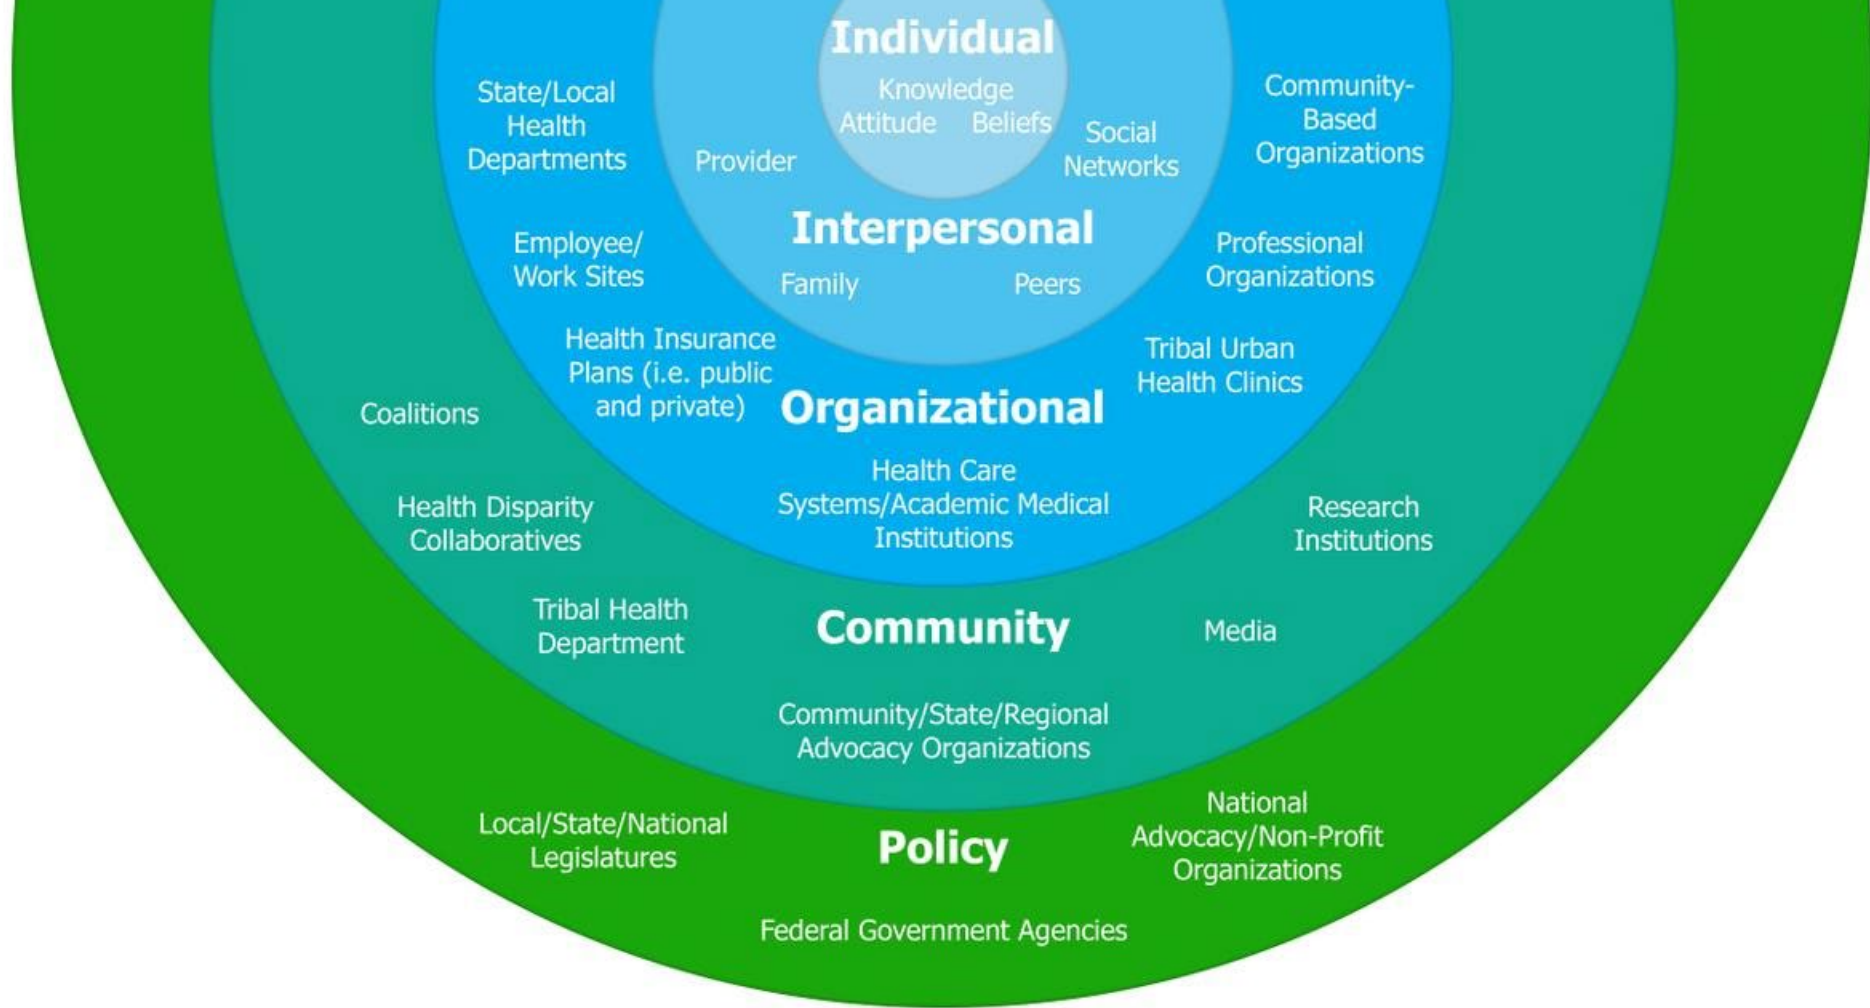 Individual
Knowledge
Attitude Beliefs
Provider
Social
Networks
Interpersonal
Family
Peers
State/Local
Health
Departments
Community-
Based
Organizations
Employee/
Work Sites
Professional
Organizations
Health Insurance
Plans (i.e. public
and private)
Tribal Urban
Health Clinics
Organizational
Health Care
Systems/Academic Medical
Institutions
Coalitions
Health Disparity
Collaboratives
Research
Institutions
Tribal Health
Department
Community
Media
Community/State/Regional
Advocacy Organizations
Local/State/National
Legislatures
Policy
National
Advocacy/Non-Profit
Organizations
Federal Government Agencies